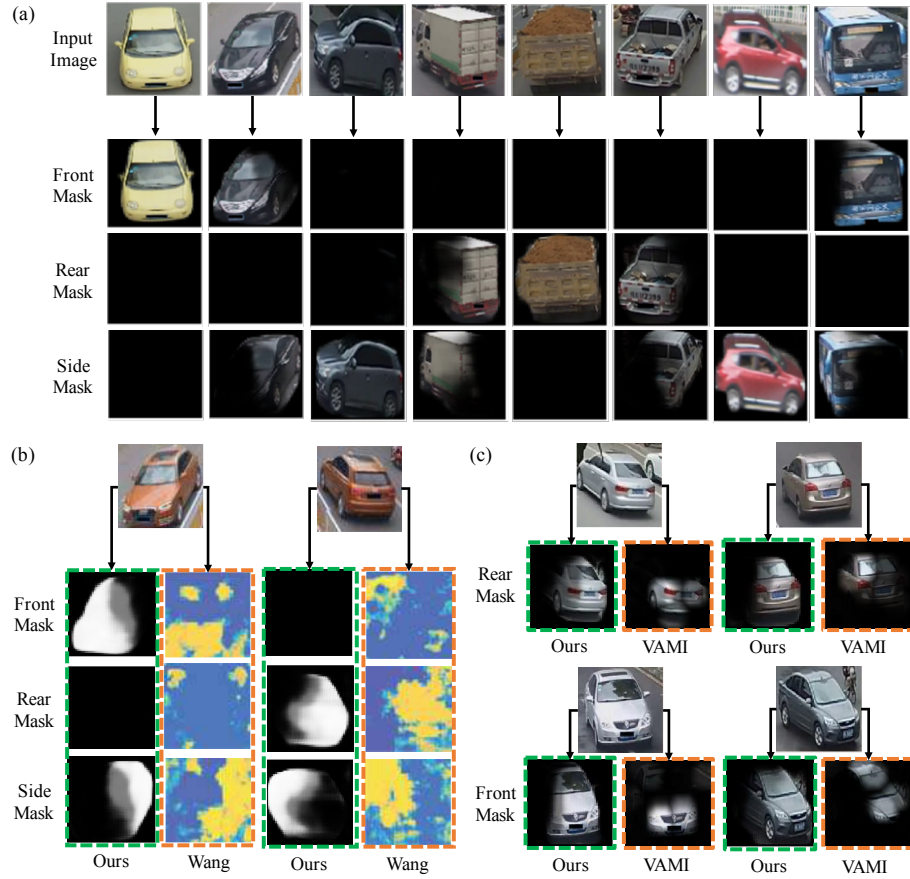 (a)
Input
Image
Front
Mask
Rear
Mask
Side
Mask
(b)
Front
Mask
Rear
Mask
Side
Mask
Ours
Wang
Ours
Wang
(c)
Rear
Mask
Ours
VAMI
Ours
VAMI
Front
Mask
Ours
VAMI
Ours
VAMI